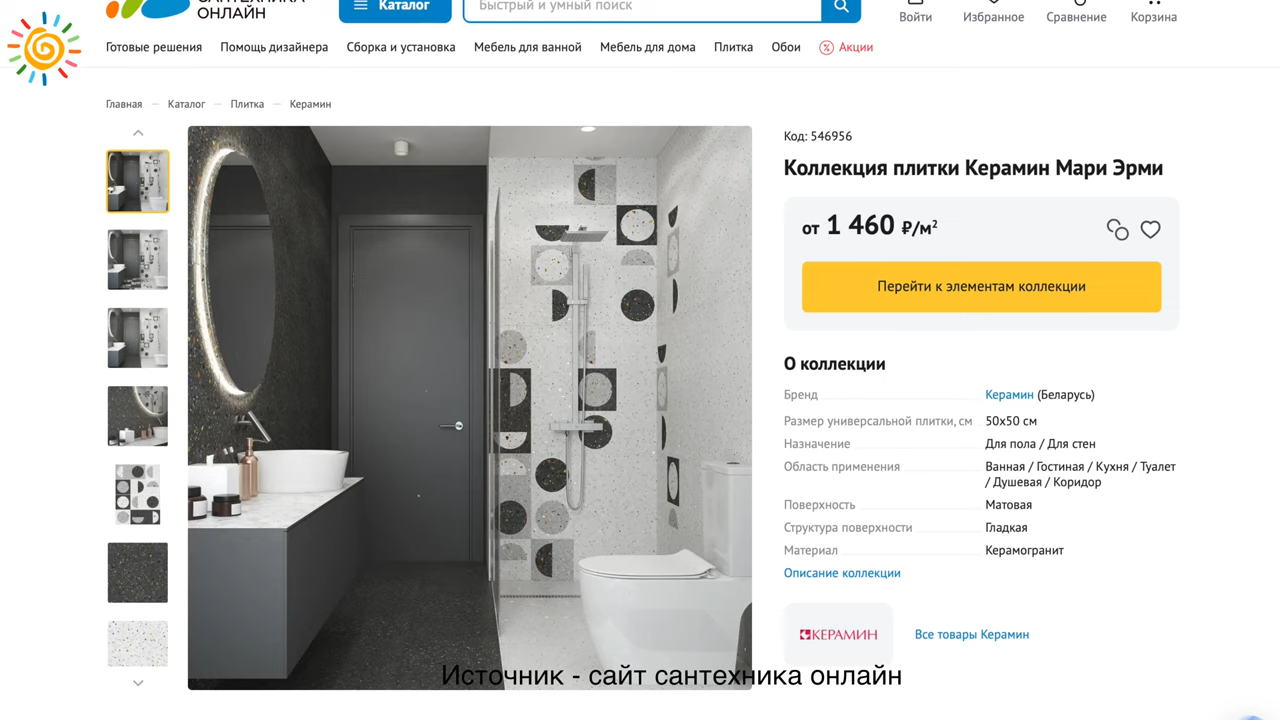 САНТЕХНИКА
ОНЛАЙН
Каталог
Быстрый и умный поиск
Войти
Избранное
Сравнение
Корзина
Готовые решения
Помощь дизайнера
Сборка и установка
Мебель для ванной
Мебель для дома
Плитка
Обои
Акции
Главная — Каталог — Плитка — Керамин
Код: 546956
Коллекция плитки Керамин Мари Эрми
от 1 460 ₽/м²
Перейти к элементам коллекции
О коллекции
Бренд Керамин (Беларусь)
Размер универсальной плитки, см 50x50 см
Назначение Для пола / Для стен
Область применения Ванная / Гостиная / Кухня / Туалет
/ Душевая / Коридор
Поверхность Матовая
Структура поверхности Гладкая
Материал Керамогранит
Описание коллекции
КЕРАМИН
Все товары Керамин
Источник - сайт сантехника онлайн